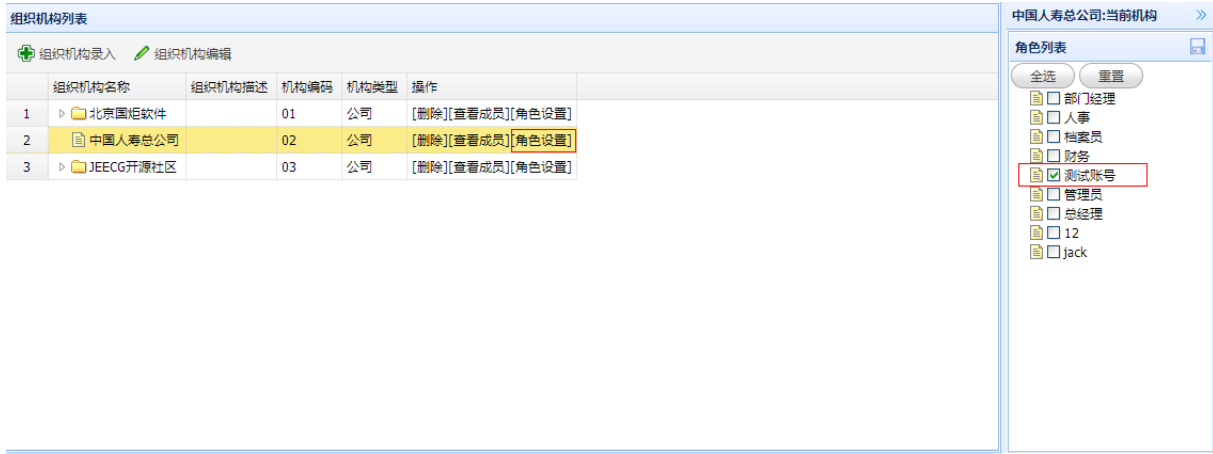 组织机构列表
组织机构录入 组织机构编辑
组织机构名称 组织机构描述 机构编码 机构类型 操作
1 北京国炬软件 01 公司 [删除][查看成员][角色设置]
2 中国人寿总公司 02 公司 [删除][查看成员][角色设置]
3 JEECG开源社区 03 公司 [删除][查看成员][角色设置]
中国人寿总公司:当前机构
角色列表
全选 重置
部门经理
人事
档案员
财务
测试账号
管理员
总经理
12
jack